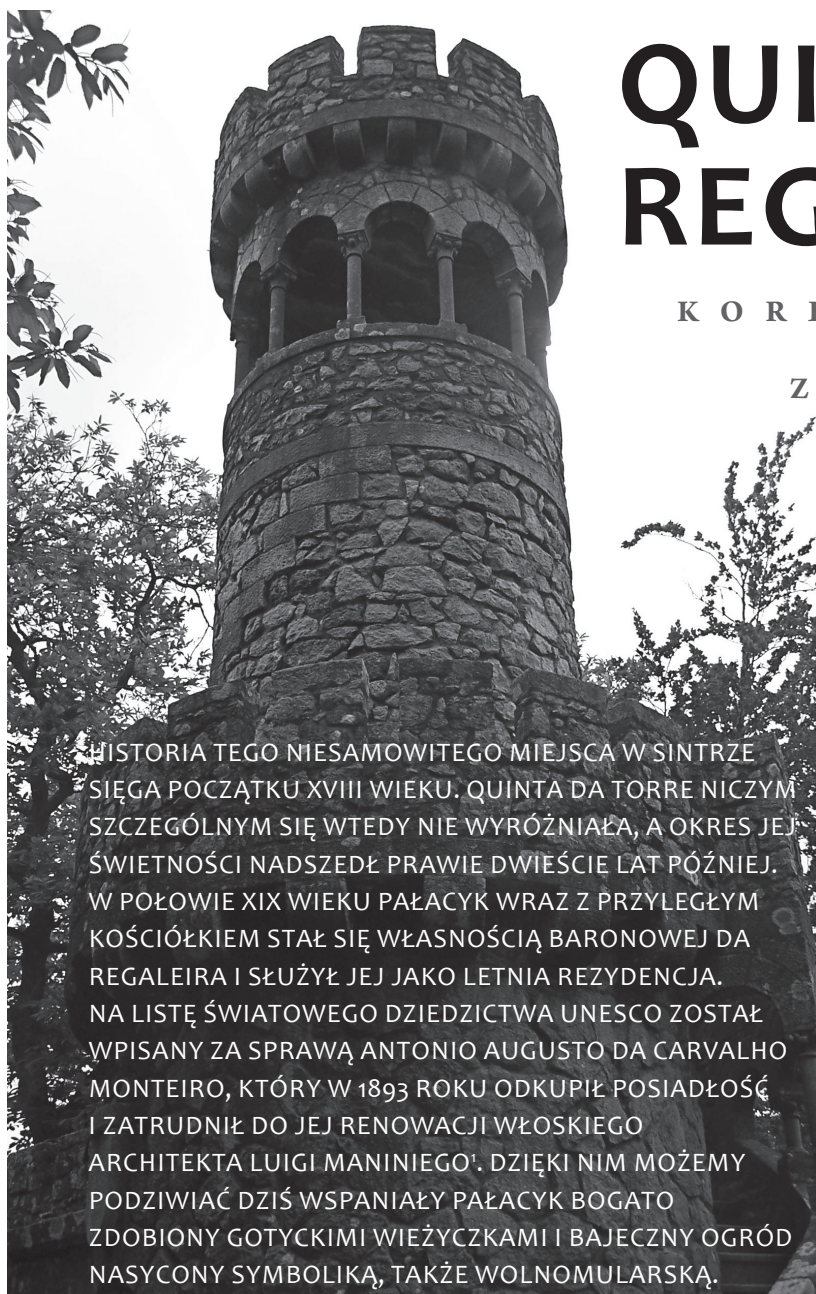 QUI
REG
KORE
Z
HISTORIA TEGO NIESAMOWITEGO MIEJSCA W SINTRZE
SIĘGA POCZĄTKU XVIII WIEKU. QUINTA DA TORRE NICZYM
SZCZEGÓLNYM SIĘ WTEDY NIE WYRÓŻNIAŁA, A OKRES JEJ
ŚWIETNOŚCI NADSZEDŁ PRAWIE DWIEŚCIE LAT PÓŹNIEJ.
W POŁOWIE XIX WIEKU PAŁACYK WRAZ Z PRZYLEGŁYM
KOŚCIÓŁKIEM STAŁ SIĘ WŁASNOŚCIĄ BARONOWEJ DA
REGALEIRA I SŁUŻYŁ JEJ JAKO LETNIA REZYDENCJA.
NA LISTĘ ŚWIATOWEGO DZIEDZICTWA UNESCO ZOSTAŁ
WPISANY ZA SPRAWĄ ANTONIO AUGUSTO DA CARVALHO
MONTEIRO, KTÓRY W 1893 ROKU ODKUPIŁ POSIADŁOŚĆ
I ZATRUDNIŁ DO JEJ RENOWACJI WŁOSKIEGO
ARCHITEKTA LUIGI MANINIEGO¹. DZIĘKI NIM MOŻEMY
PODZIWIAĆ DZIŚ WSPANIAŁY PAŁACYK BOGATO
ZDOBIONY GOTYCKIMI WIEŻYCZKAMI I BAJECZNY OGRÓD
NASYCONY SYMBOLIKĄ, TAKŻE WOLNOMULARSKĄ.